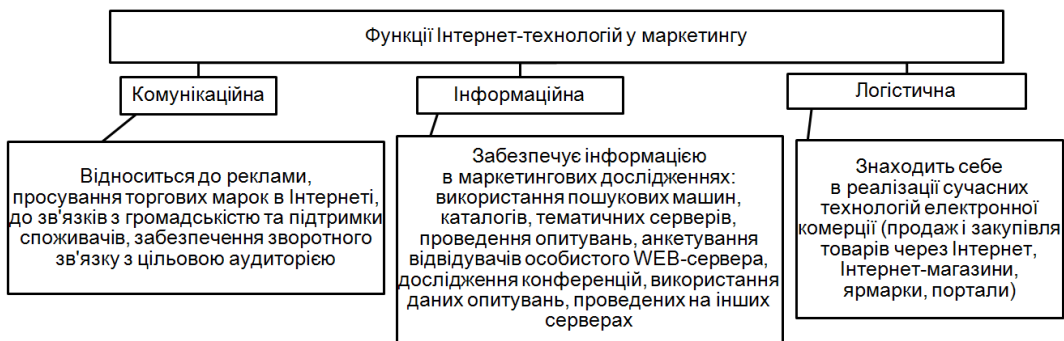 Функції Інтернет-технологій у маркетингу
Комунікаційна
Інформаційна
Логістична
Відноситься до реклами,
просування торгових марок в Інтернеті,
до зв'язків з громадськістю та підтримки
споживачів, забезпечення зворотного
зв'язку з цільовою аудиторією
Забезпечує інформацією
в маркетингових дослідженнях:
використання пошукових машин,
каталогів, тематичних серверів,
проведення опитувань, анкетування
відвідувачів особистого WEB-сервера,
дослідження конференцій, використання
даних опитувань, проведених на інших
серверах
Знаходить себе
в реалізації сучасних
технологій електронної
комерції (продаж і закупівля
товарів через Інтернет,
Інтернет-магазини,
ярмарки, портали)